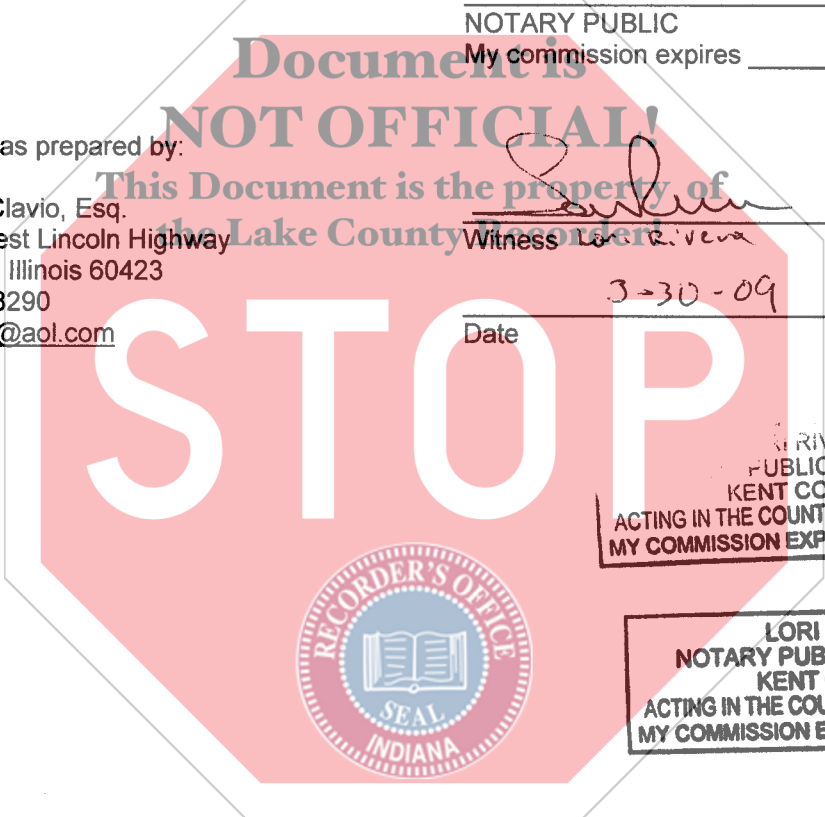 NOTARY PUBLIC
My commission expires
Document is
NOT OFFICIAL!
This Document is the property of
the Lake County Recorder!
as prepared by:
Clavio, Esq.
est Lincoln Highway
Illinois 60423
3290
@aol.com
Witness Lori Rivera
3-30-09
Date
STOP
RIV
PUBLIC
KENT CO
ACTING IN THE COUNT
MY COMMISSION EXP
RECORDER'S OFFICE
SEAL
INDIANA
LORI
NOTARY PUB
KENT
ACTING IN THE COU
MY COMMISSION E